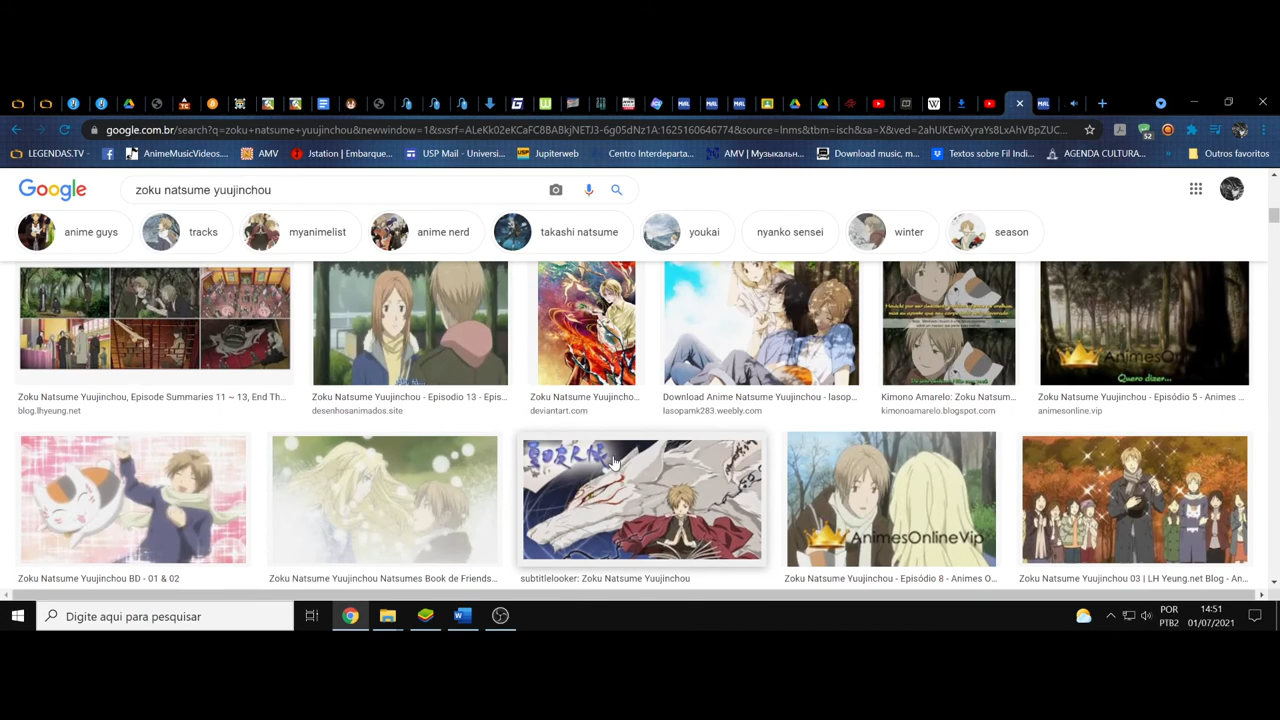 google.com.br/search?q=zoku+natsume+yuujinchou&newwindow=1&sxsrf=ALeKk02eKCaFC8BABkjNETJ3-6g05dNz1A:1625160646774&source=lnms&tbm=isch&sa=X&ved=2ahUKEwiXyraYs8LxAhVBpZUC...
LEGENDAS.TV AnimeMusicVideos.... AMV Jstation | Embarque... USP Mail - Universi... Jupiterweb Centro Interdeparta... AMV | Музыкальн... Download music, m... Textos sobre Fil Indi... AGENDA CULTURA... Outros favoritos
Google zoku natsume yuujinchou
anime guys tracks myanimelist anime nerd takashi natsume youkai nyanko sensei winter season
Quero dizer...
Zoku Natsume Yuujinchou, Episode Summaries 11 ~ 13, End Th... Zoku Natsume Yuujinchou - Episodio 13 - Epis... Zoku Natsume Yuujincho... Download Anime Natsume Yuujinchou - lasop... Kimono Amarelo: Zoku Natsum... Zoku Natsume Yuujinchou - Episódio 5 - Animes ...
blog.lhyeung.net desenhosanimados.site deviantart.com lasopamk283.weebly.com kimonoamarelo.blogspot.com animesonline.vip
夏目友人帳
AnimesOnlineVip
Zoku Natsume Yuujinchou BD - 01 & 02 Zoku Natsume Yuujinchou Natsumes Book de Friends... subtitlelooker: Zoku Natsume Yuujinchou Zoku Natsume Yuujinchou - Episódio 8 - Animes O... Zoku Natsume Yuujinchou 03 | LH Yeung.net Blog - An...
Digite aqui para pesquisar
POR
PTB2
14:51
01/07/2021